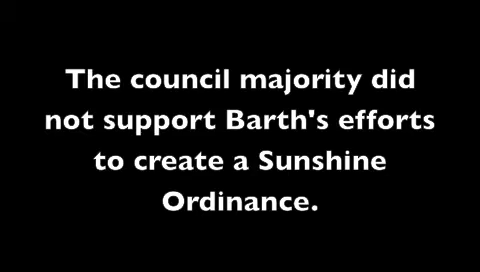 The council majority did
not support Barth's efforts
to create a Sunshine
Ordinance.